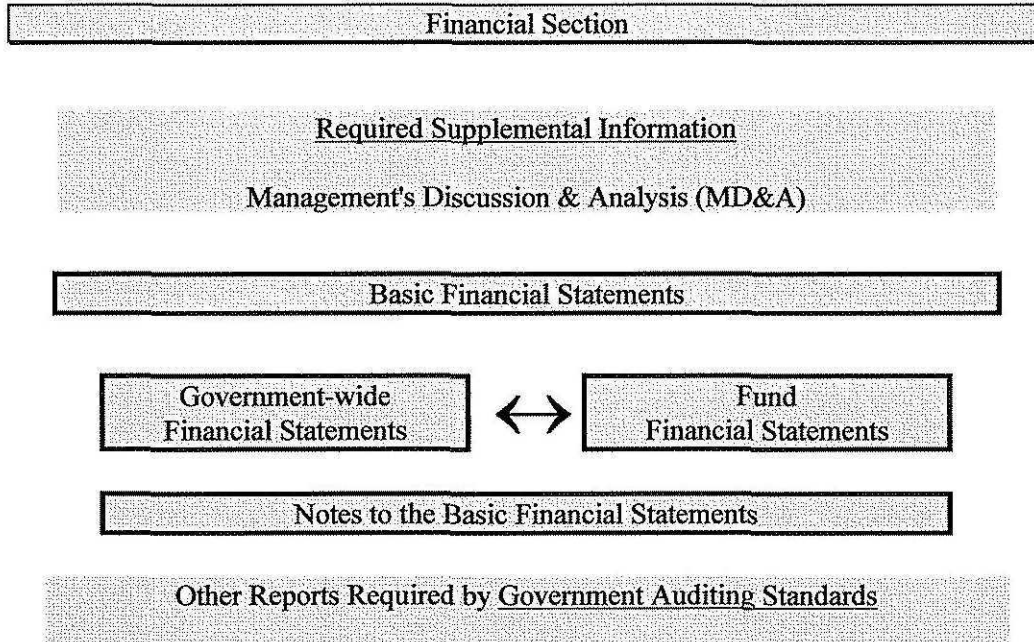 Financial Section
Required Supplemental Information
Management's Discussion & Analysis (MD&A)
Basic Financial Statements
Government-wide
Financial Statements
Fund
Financial Statements
Notes to the Basic Financial Statements
Other Reports Required by Government Auditing Standards